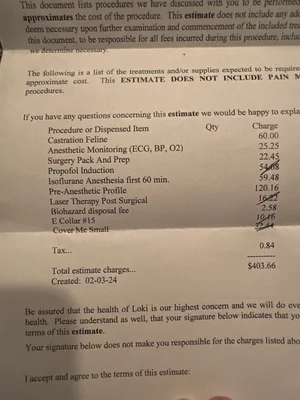 This document lists procedures we have discussed with you to be performed
approximates the cost of the procedure. This estimate does not include any
deem necessary upon further examination and commencement of the included
this document, to be responsible for all fees incurred during this procedure,
we determine necessary.
The following is a list of the treatments and/or supplies expected to be
approximate cost. This ESTIMATE DOES NOT INCLUDE PAIN
procedures.
If you have any questions concerning this estimate we would be happy to
Procedure or Dispensed Item Qty Charge
Castration Feline 60.00
Anesthetic Monitoring (ECG, BP, O2) 25.25
Surgery Pack And Prep 22.45
Propofol Induction
Isoflurane Anesthesia first 60 min. 59.48
Pre-Anesthetic Profile 120.16
Laser Therapy Post Surgical 16.22
Biohazard disposal fee 2.58
E Collar #15 10.16
Cover Me Small
Tax... 0.84
----------
Total estimate charges... $403.66
Created: 02-03-24
Be assured that the health of Loki is our highest concern and we will do
health. Please understand as well, that your signature below indicates that
terms of this estimate.
Your signature below does not make you responsible for the charges listed
I accept and agree to the terms of this estimate: